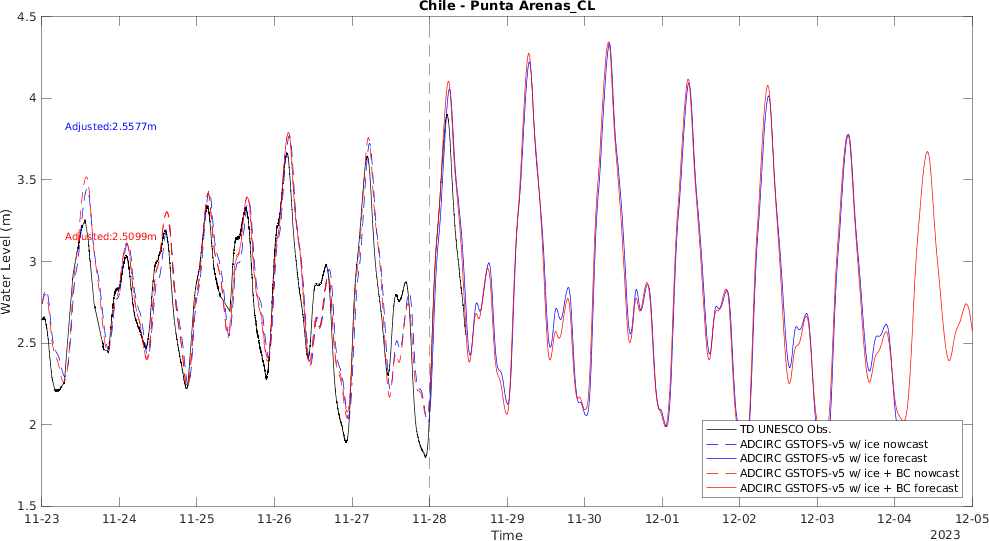 Chile - Punta Arenas_CL
4.5
4
3.5
3
2.5
2
1.5
Water Level (m)
Adjusted:2.5577m
Adjusted:2.5099m
TD UNESCO Obs.
ADCIRC GSTOFS-v5 w/ ice nowcast
ADCIRC GSTOFS-v5 w/ ice forecast
ADCIRC GSTOFS-v5 w/ ice + BC nowcast
ADCIRC GSTOFS-v5 w/ ice + BC forecast
11-23 11-24 11-25 11-26 11-27 11-28 11-29 11-30 12-01 12-02 12-03 12-04 12-05
Time
2023